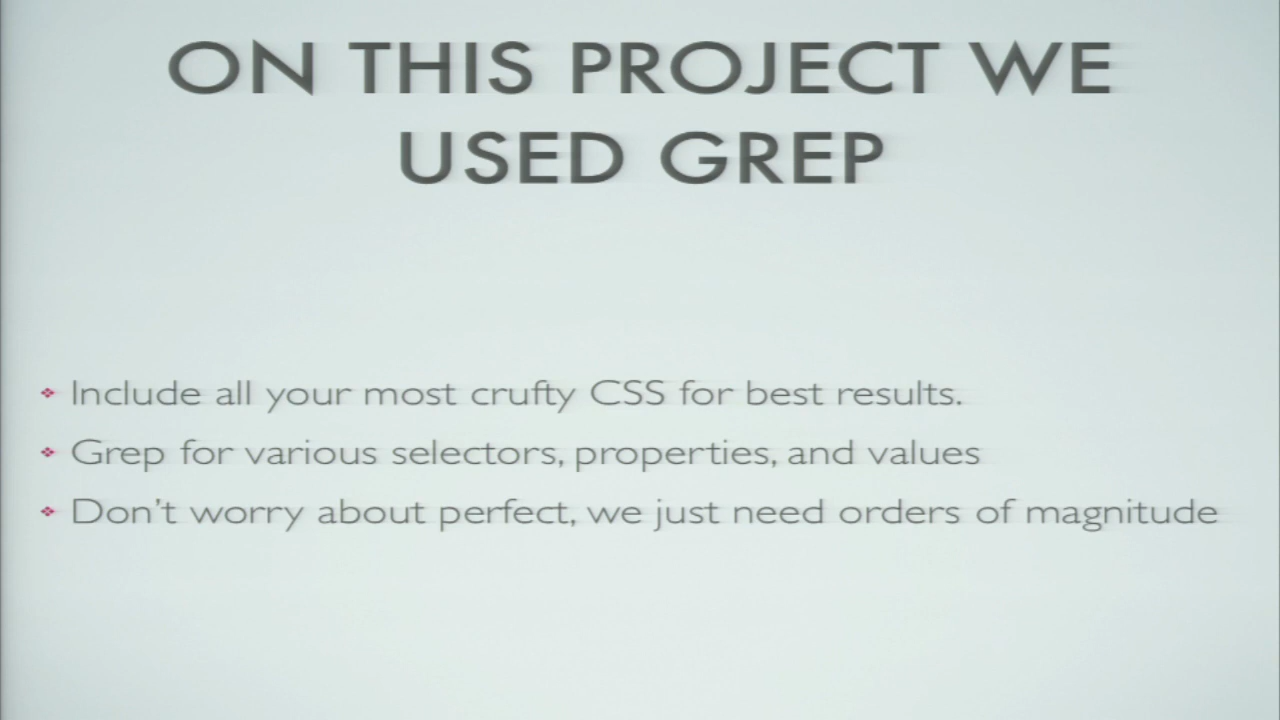 ON THIS PROJECT WE
USED GREP
Include all your most crufty CSS for best results.
Grep for various selectors, properties, and values
Don't worry about perfect, we just need orders of magnitude